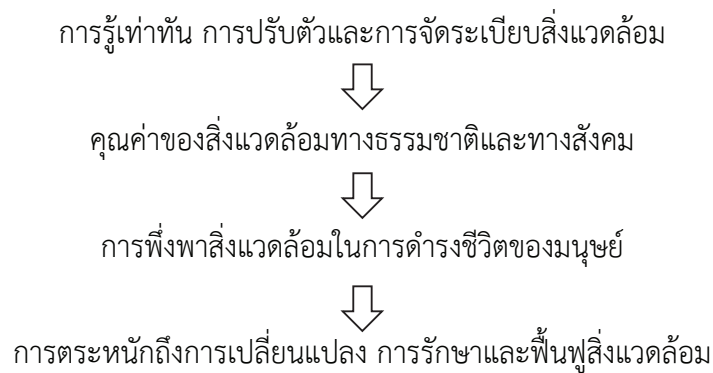 การรู้เท่าทัน การปรับตัวและการจัดระเบียบสิ่งแวดล้อม
คุณค่าของสิ่งแวดล้อมทางธรรมชาติและทางสังคม
การพึ่งพาสิ่งแวดล้อมในการดำรงชีวิตของมนุษย์
การตระหนักถึงการเปลี่ยนแปลง การรักษาและฟื้นฟูสิ่งแวดล้อม